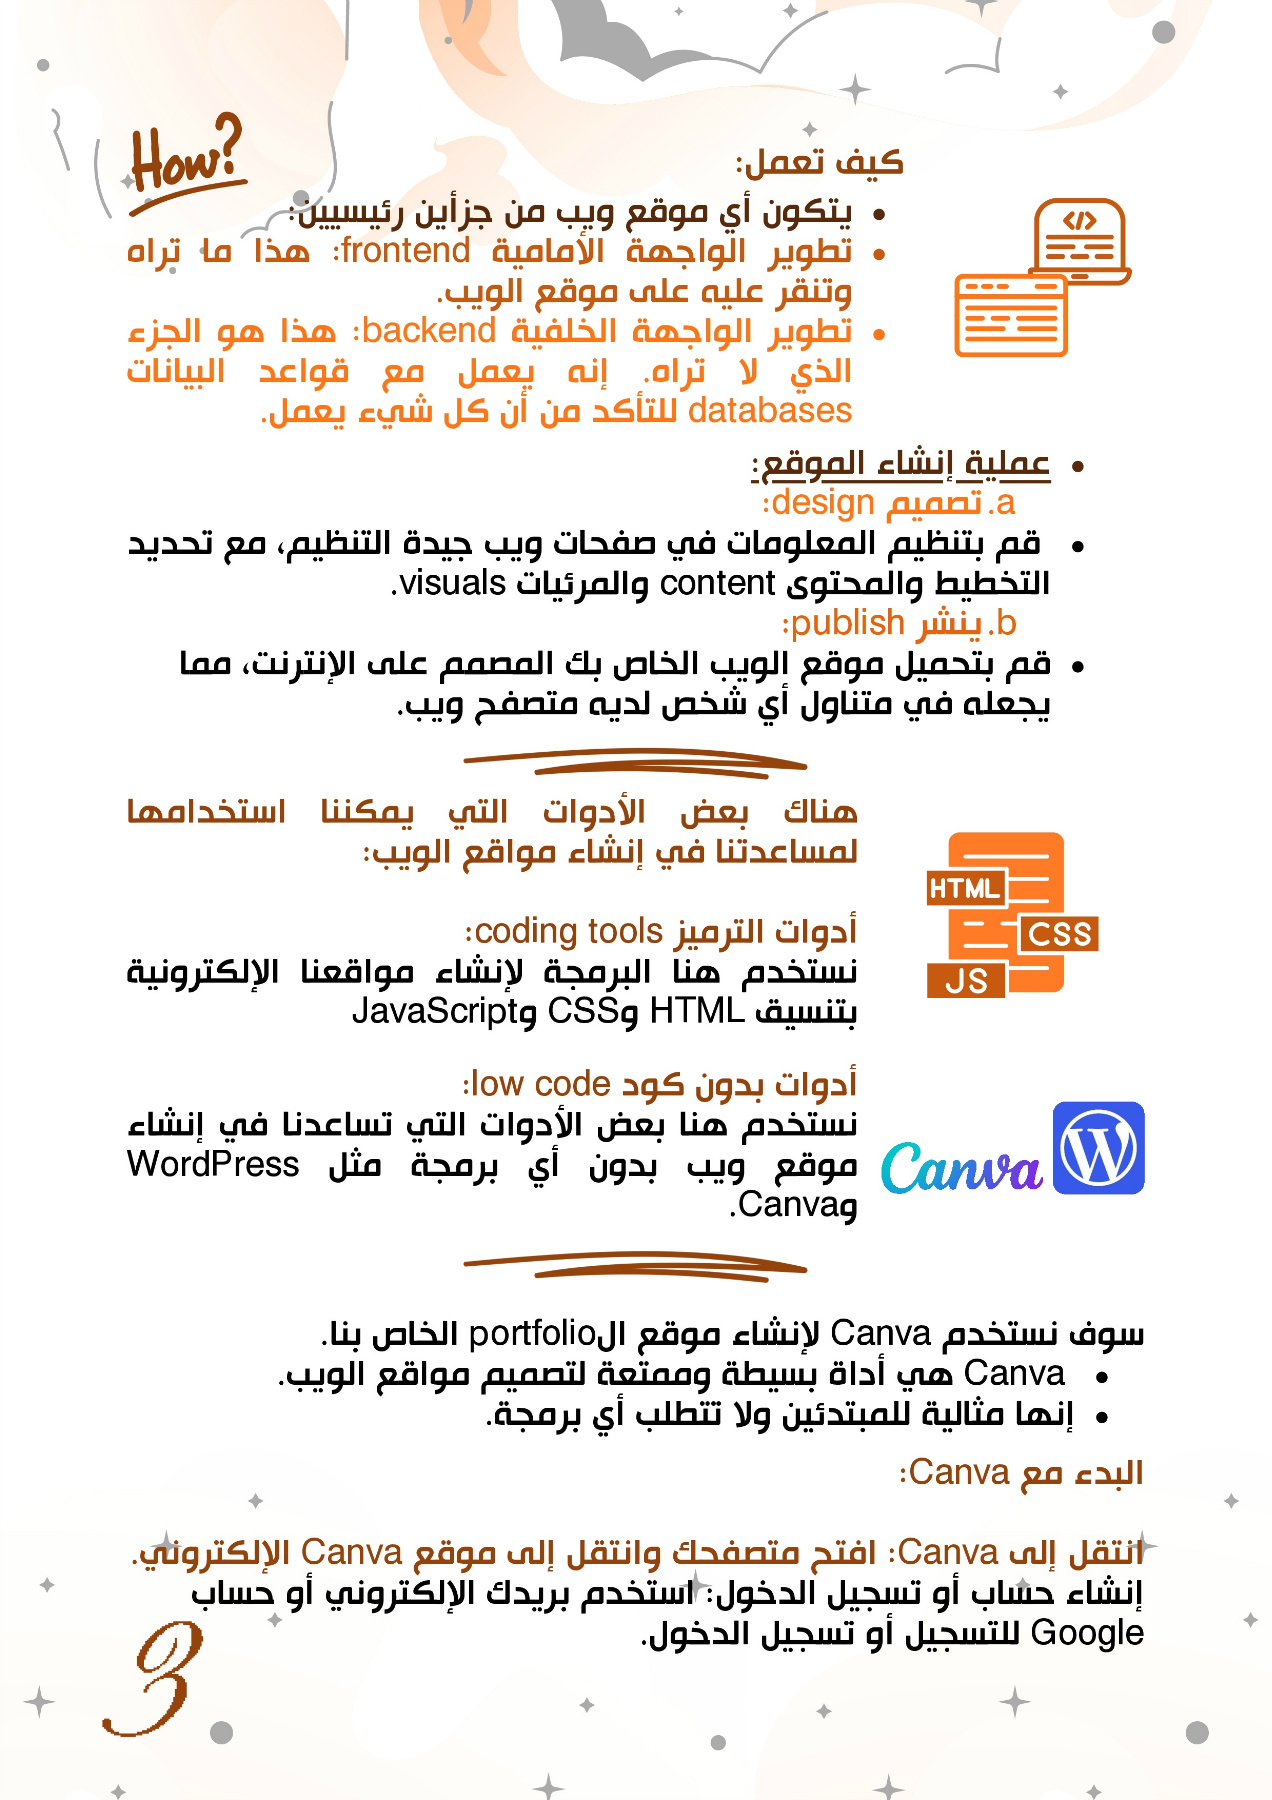 How?
كيف تعمل:
• يتكون أي موقع ويب من جزأين رئيسيين:
• تطوير الواجهة الأمامية frontend: هذا ما تراه
وتنقر عليه على موقع الويب.
• تطوير الواجهة الخلفية backend: هذا هو الجزء
الذي لا تراه. إنه يعمل مع قواعد البيانات
databases للتأكد من أن كل شيء يعمل.
• عملية إنشاء الموقع:
a. تصميم design:
• قم بتنظيم المعلومات في صفحات ويب جيدة التنظيم، مع تحديد
التخطيط والمحتوى content والمرئيات visuals.
b. ينشر publish:
• قم بتحميل موقع الويب الخاص بك المصمم على الإنترنت، مما
يجعله في متناول أي شخص لديه متصفح ويب.
هناك بعض الأدوات التي يمكننا استخدامها
لمساعدتنا في إنشاء مواقع الويب:
HTML
CSS
JS
أدوات الترميز coding tools:
نستخدم هنا البرمجة لإنشاء مواقعنا الإلكترونية
بتنسيق HTML وCSS وJavaScript
أدوات بدون كود low code:
نستخدم هنا بعض الأدوات التي تساعدنا في إنشاء
موقع ويب بدون أي برمجة مثل WordPress
وCanva.
W
Canva
سوف نستخدم Canva لإنشاء موقع الportfolio الخاص بنا.
• Canva هي أداة بسيطة وممتعة لتصميم مواقع الويب.
• إنها مثالية للمبتدئين ولا تتطلب أي برمجة.
البدء مع Canva:
انتقل إلى Canva: افتح متصفحك وانتقل إلى موقع Canva الإلكتروني.
إنشاء حساب أو تسجيل الدخول: استخدم بريدك الإلكتروني أو حساب
Google للتسجيل أو تسجيل الدخول.
3